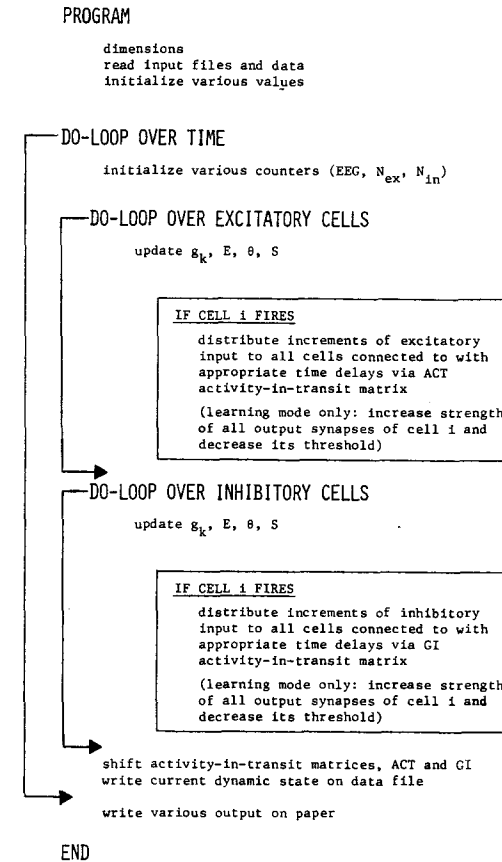 PROGRAM
dimensions
read input files and data
initialize various values
DO-LOOP OVER TIME
initialize various counters (EEG, N_ex, N_in)
DO-LOOP OVER EXCITATORY CELLS
update g_k, E, θ, S
IF CELL i FIRES
distribute increments of excitatory
input to all cells connected to with
appropriate time delays via ACT
activity-in-transit matrix
(learning mode only: increase strength
of all output synapses of cell i and
decrease its threshold)
DO-LOOP OVER INHIBITORY CELLS
update g_k, E, θ, S
IF CELL i FIRES
distribute increments of inhibitory
input to all cells connected to with
appropriate time delays via GI
activity-in-transit matrix
(learning mode only: increase strength
of all output synapses of cell i and
decrease its threshold)
shift activity-in-transit matrices, ACT and GI
write current dynamic state on data file
write various output on paper
END